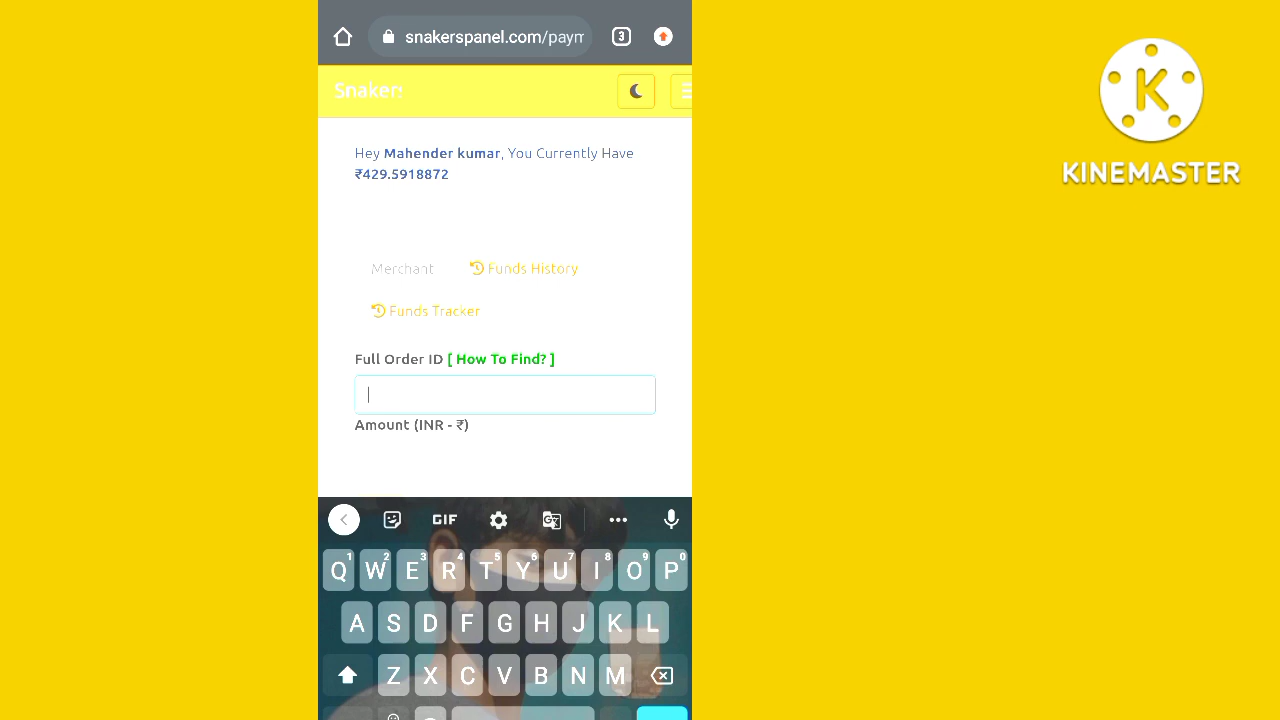 snakerspanel.com/paym
3
Snakers
Hey Mahender kumar, You Currently Have
₹429.5918872
Merchant
Funds History
Funds Tracker
Full Order ID [ How To Find? ]
Amount (INR - ₹)
GIF
1 2 3 4 5 6 7 8 9 0
Q W E R T Y U I O P
A S D F G H J K L
Z X C V B N M
K
KINEMASTER